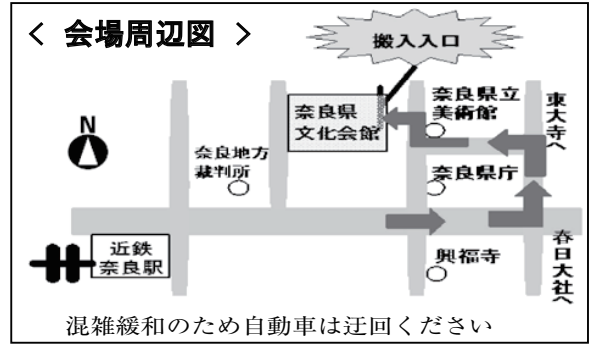 < 会場周辺図 >
搬入入口
N
奈良県
文化会館
奈良県立
美術館
東大寺へ
奈良地方
裁判所
奈良県庁
近鉄
奈良駅
興福寺
春日大社へ
混雑緩和のため自動車は迂回ください